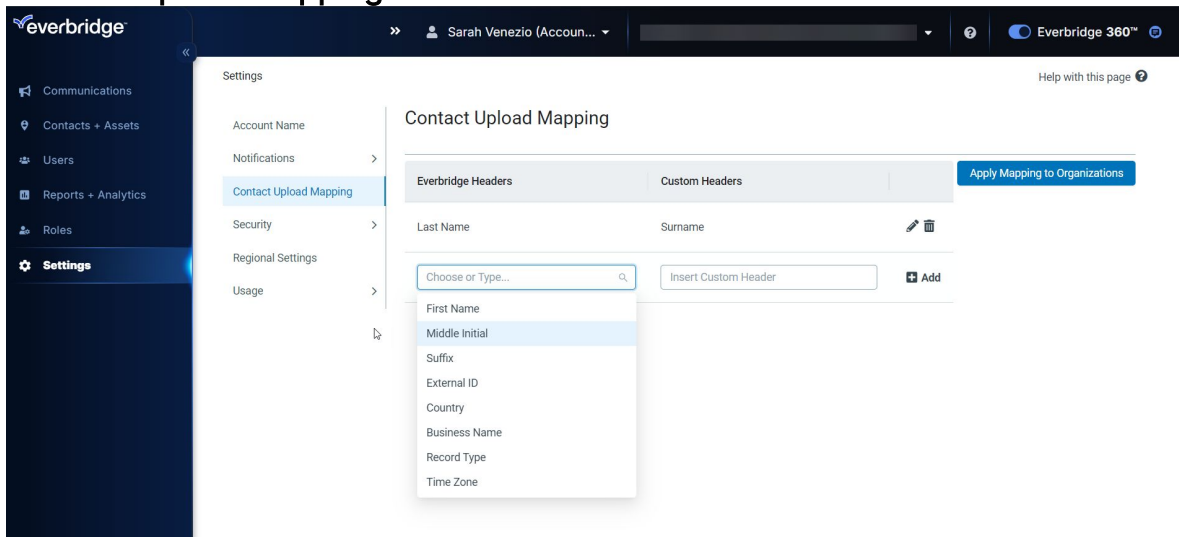 everbridge
«
»
Sarah Venezio (Accoun...
Everbridge 360™
Communications
Contacts + Assets
Users
Reports + Analytics
Roles
Settings
Settings
Help with this page
Account Name
Notifications
Contact Upload Mapping
Security
Regional Settings
Usage
Contact Upload Mapping
Everbridge Headers Custom Headers
Apply Mapping to Organizations
Last Name Surname
Choose or Type... Insert Custom Header Add
First Name
Middle Initial
Suffix
External ID
Country
Business Name
Record Type
Time Zone